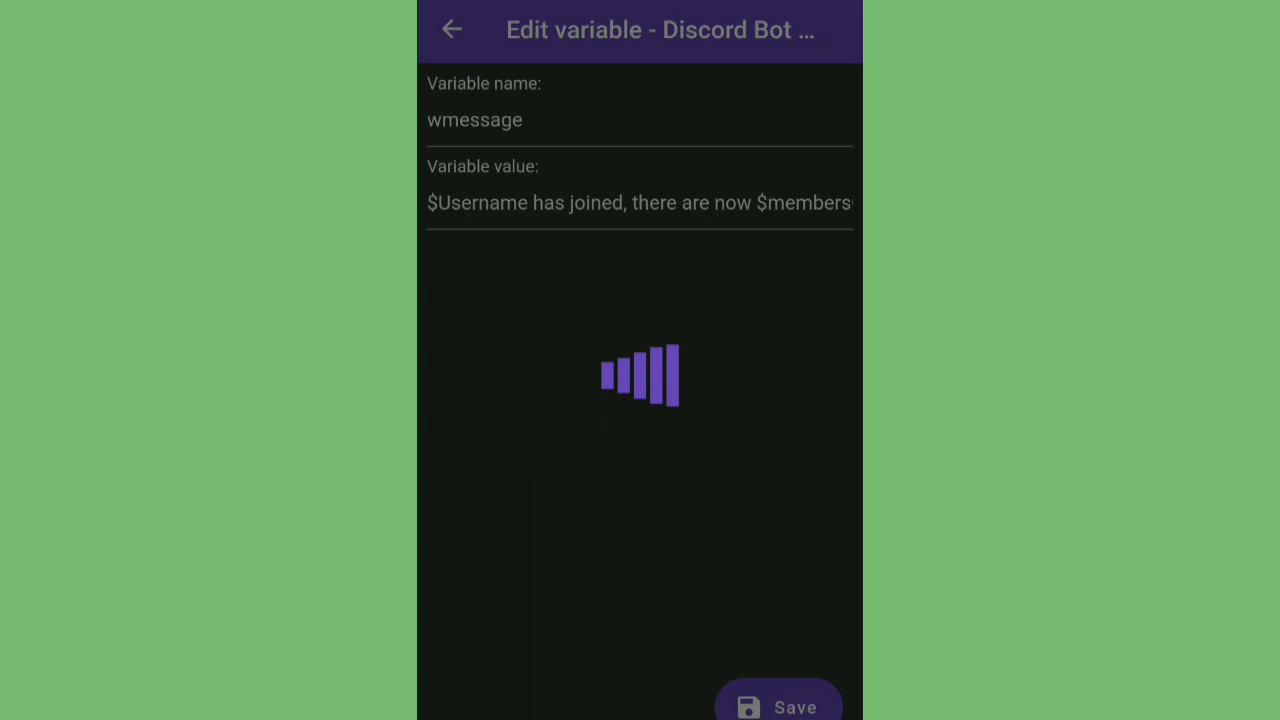 Edit variable - Discord Bot ...
Variable name:
wmessage
Variable value:
$Username has joined, there are now $members
Save